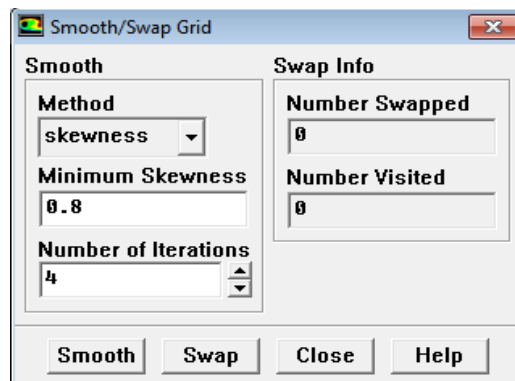 Smooth/Swap Grid
Smooth
Method
skewness
Minimum Skewness
0.8
Number of Iterations
4
Swap Info
Number Swapped
0
Number Visited
0
Smooth Swap Close Help